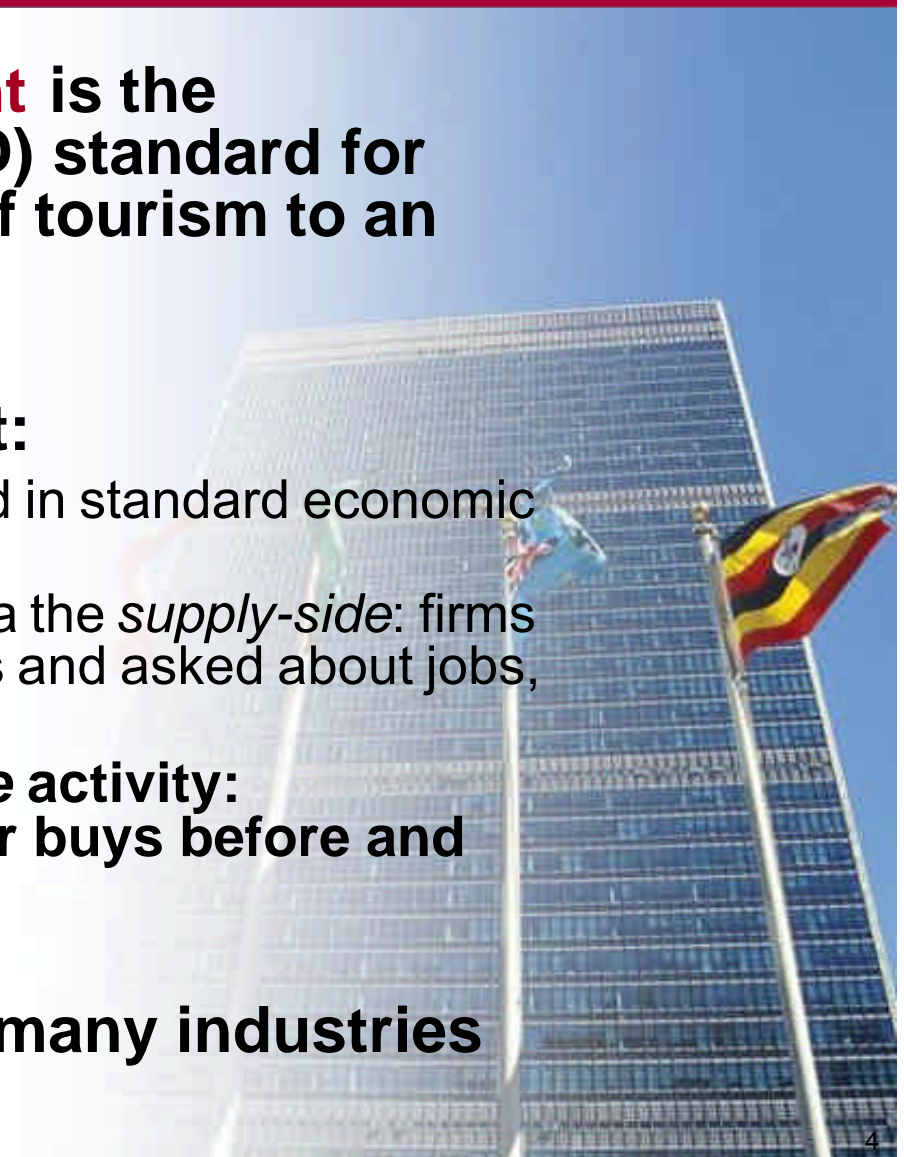 t is the
) standard for
f tourism to an
t:
d in standard economic
a the supply-side: firms
s and asked about jobs,
e activity:
r buys before and
many industries
4